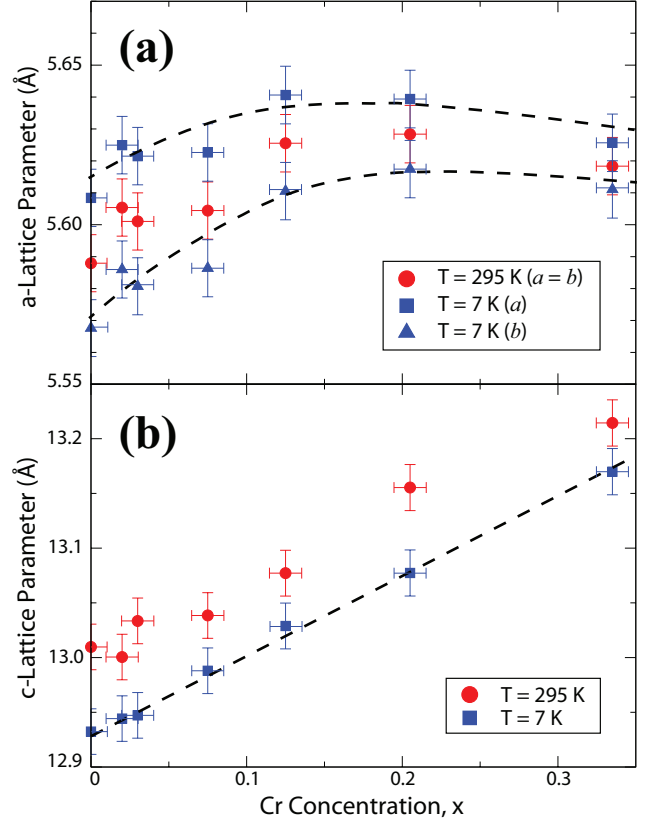 (a)
5.65
5.60
5.55
a-Lattice Parameter (Å)
T = 295 K (a = b)
T = 7 K (a)
T = 7 K (b)
(b)
13.2
13.1
13.0
12.9
c-Lattice Parameter (Å)
T = 295 K
T = 7 K
0 0.1 0.2 0.3
Cr Concentration, x